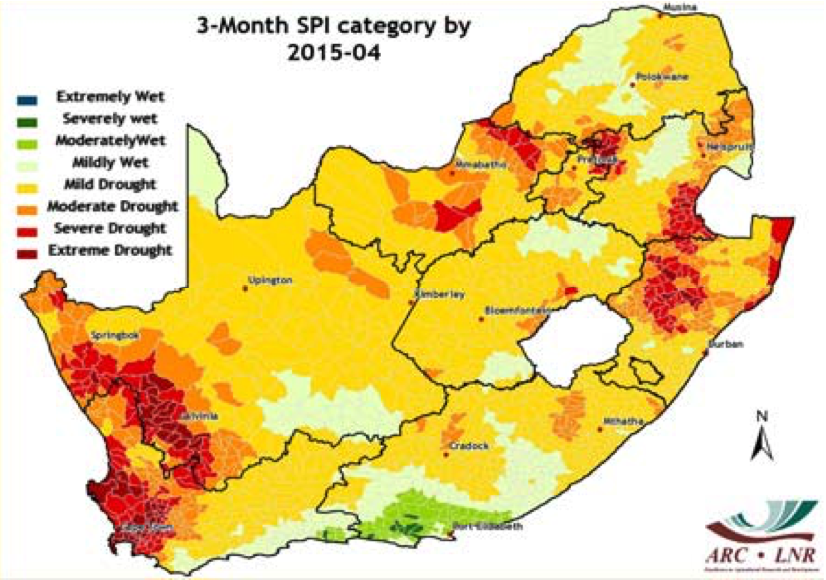 3-Month SPI category by
2015-04
Musina
Polokwane
Extremely Wet
Severely wet
ModeratelyWet
Mildly Wet
Mild Drought
Moderate Drought
Severe Drought
Extreme Drought
Nelspruit
Mmabatho
Pretoria
Upington
Kimberley
Bloemfontein
Springbok
Durban
Calvinia
Mthatha
N
Cradock
Cape Town
Port Elizabeth
ARC • LNR